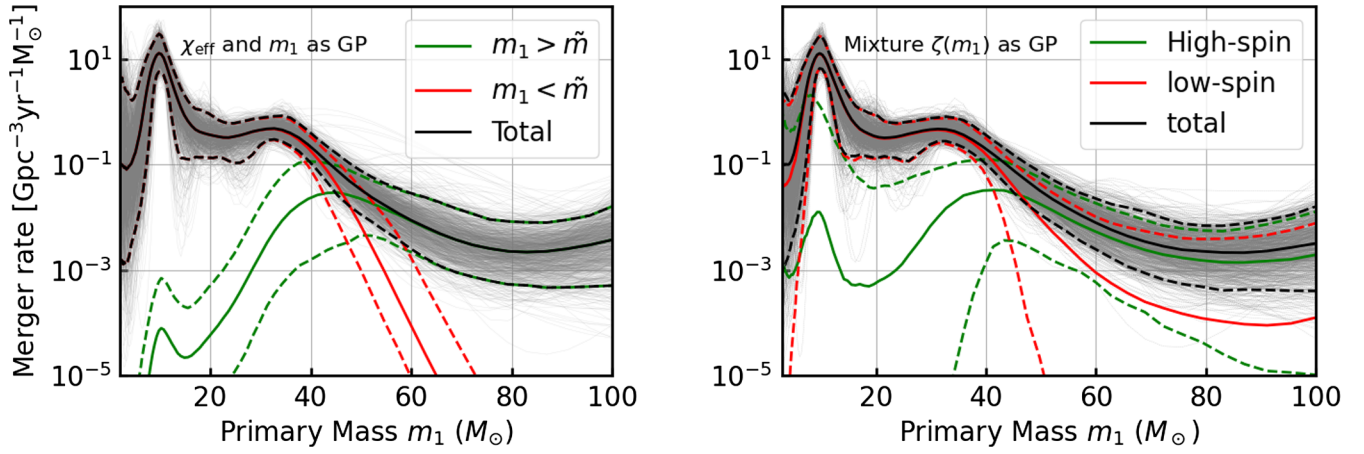 Merger rate [Gpc⁻³yr⁻¹M⊙⁻¹]
10¹
10⁻¹
10⁻³
10⁻⁵
χ_eff and m₁ as GP
m₁ > m̃
m₁ < m̃
Total
20 40 60 80 100
Primary Mass m₁ (M⊙)
10¹
10⁻¹
10⁻³
10⁻⁵
Mixture ζ(m₁) as GP
High-spin
low-spin
total
20 40 60 80 100
Primary Mass m₁ (M⊙)